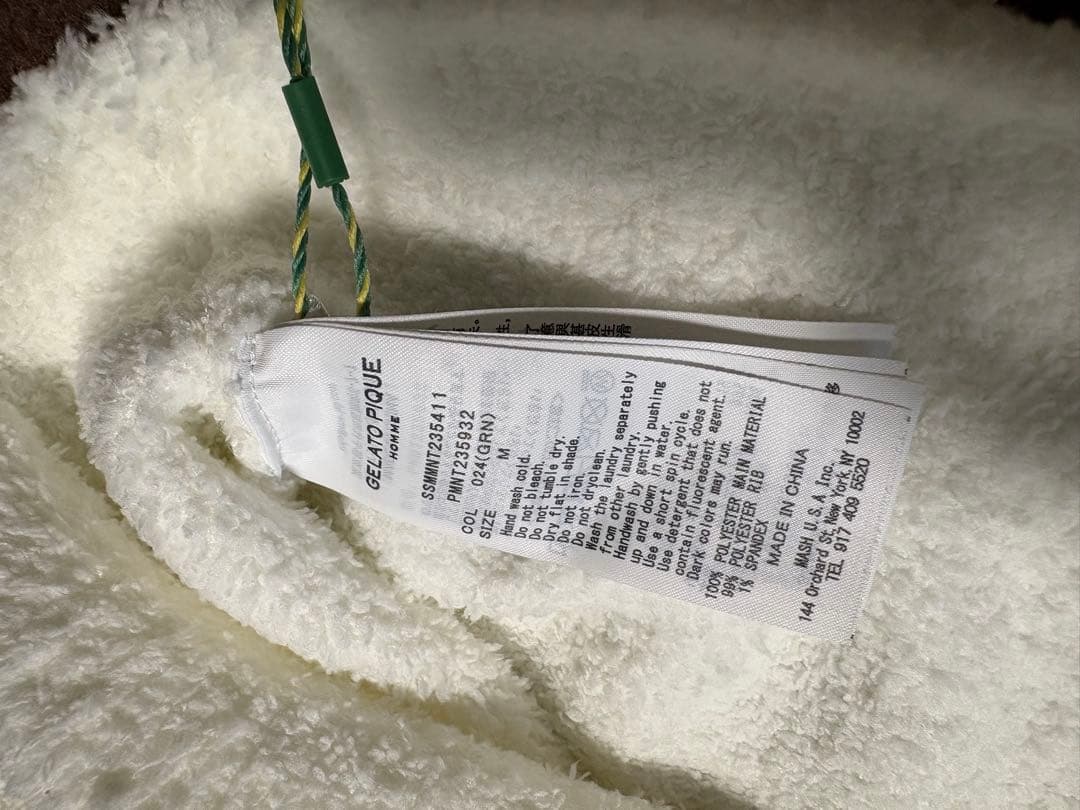 GELATO PIQUE
HOMME
SSMMNT235411
PMNT235932
COL 024(GRN)
SIZE M
Hand wash cold.
Do not bleach.
Do not tumble dry.
Dry flat in shade.
Do not iron.
Do not dryclean.
Wash the laundry separately
from other laundry.
Handwash by gently pushing
up and down in water.
Use a short spin cycle.
Use detergent that does not
contain fluorescent agent.
Dark colors may run.
100% POLYESTER MAIN MATERIAL
99% POLYESTER RIB
1% SPANDEX
MADE IN CHINA
MASH U.S.A Inc.
144 Orchard St, New York, NY 10002
TEL 917 409 5520